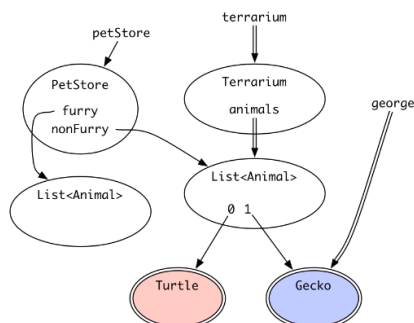 terrarium
petStore
PetStore
furry
nonFurry
Terrarium
animals
george
List<Animal>
List<Animal>
0 1
Turtle
Gecko